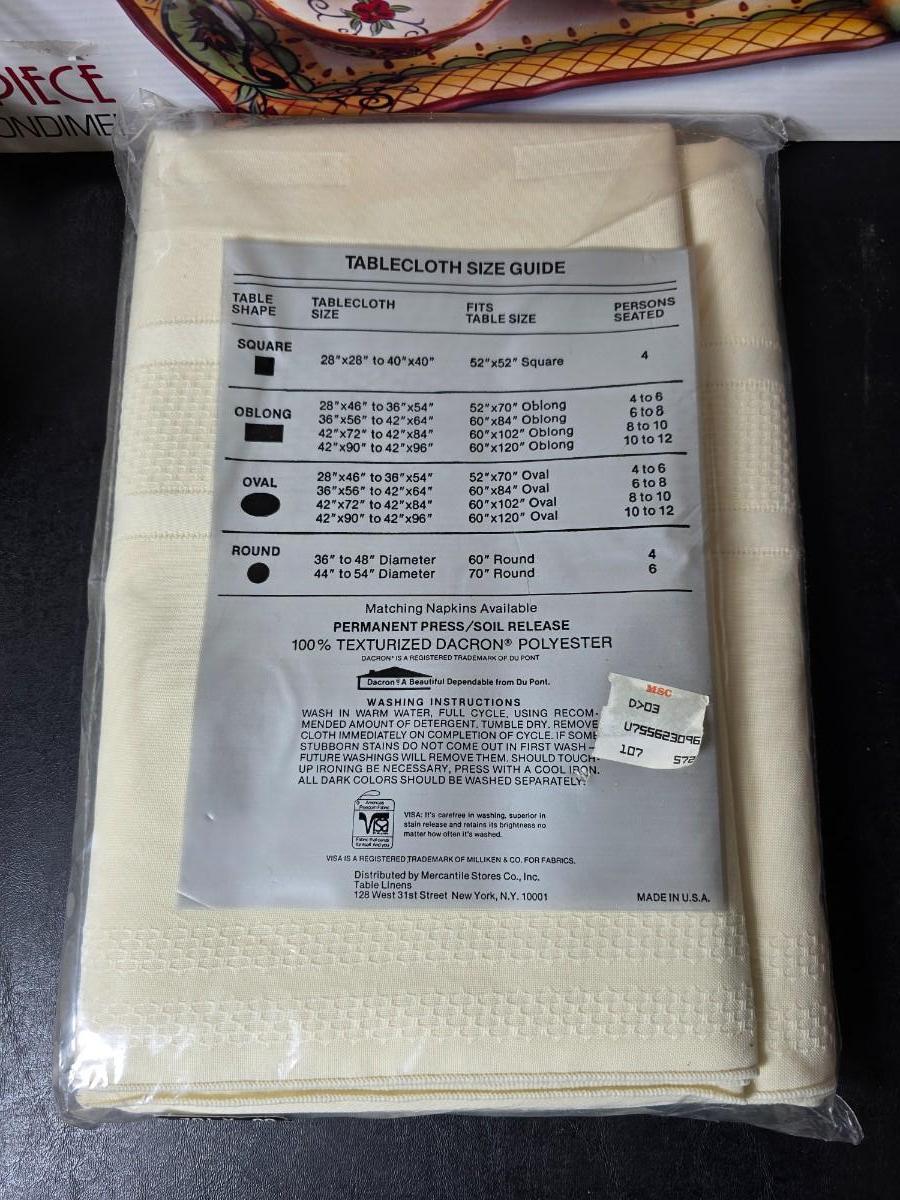 PIECE
ONDIME
TABLECLOTH SIZE GUIDE
TABLE SHAPE TABLECLOTH SIZE FITS TABLE SIZE PERSONS SEATED
SQUARE 28"x28" to 40"x40" 52"x52" Square 4
OBLONG
28"x46" to 36"x54" 52"x70" Oblong 4 to 6
36"x56" to 42"x64" 60"x84" Oblong 6 to 8
42"x72" to 42"x84" 60"x102" Oblong 8 to 10
42"x90" to 42"x96" 60"x120" Oblong 10 to 12
OVAL
28"x46" to 36"x54" 52"x70" Oval 4 to 6
36"x56" to 42"x64" 60"x84" Oval 6 to 8
42"x72" to 42"x84" 60"x102" Oval 8 to 10
42"x90" to 42"x96" 60"x120" Oval 10 to 12
ROUND
36" to 48" Diameter 60" Round 4
44" to 54" Diameter 70" Round 6
Matching Napkins Available
PERMANENT PRESS/SOIL RELEASE
100% TEXTURIZED DACRON® POLYESTER
DACRON® IS A REGISTERED TRADEMARK OF DU PONT
Dacron® A Beautiful Dependable from Du Pont.
WASHING INSTRUCTIONS
WASH IN WARM WATER, FULL CYCLE, USING RECOM-
MENDED AMOUNT OF DETERGENT. TUMBLE DRY. REMOVE
CLOTH IMMEDIATELY ON COMPLETION OF CYCLE. IF SOME
STUBBORN STAINS DO NOT COME OUT IN FIRST WASH —
FUTURE WASHINGS WILL REMOVE THEM. SHOULD TOUCH-
UP IRONING BE NECESSARY, PRESS WITH A COOL IRON.
ALL DARK COLORS SHOULD BE WASHED SEPARATELY.
MSC
D>03
U755623096
107 572
VISA
VISA: It's carefree in washing, superior in
stain release and retains its brightness no
matter how often it's washed.
VISA IS A REGISTERED TRADEMARK OF MILLIKEN & CO. FOR FABRICS.
Distributed by Mercantile Stores Co., Inc.
Table Linens
128 West 31st Street New York, N.Y. 10001
MADE IN U.S.A.